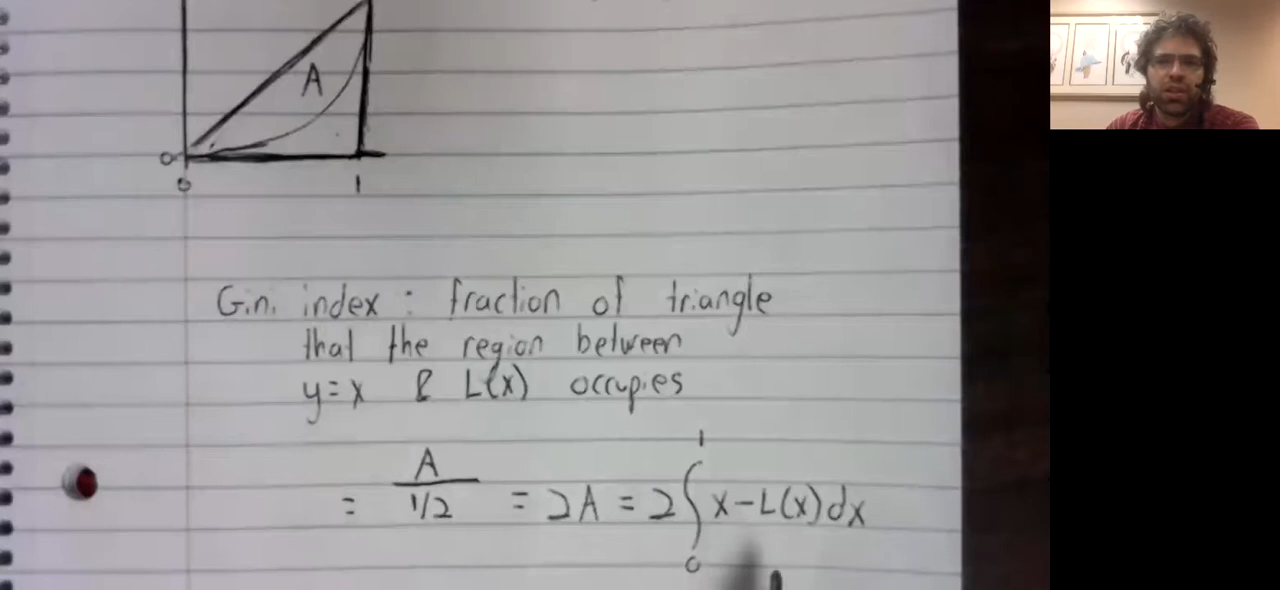 A
0
0 1
Gini index : fraction of triangle
that the region between
y=x & L(x) occupies
1
= A / 1/2 = 2A = 2∫ x-L(x)dx
0